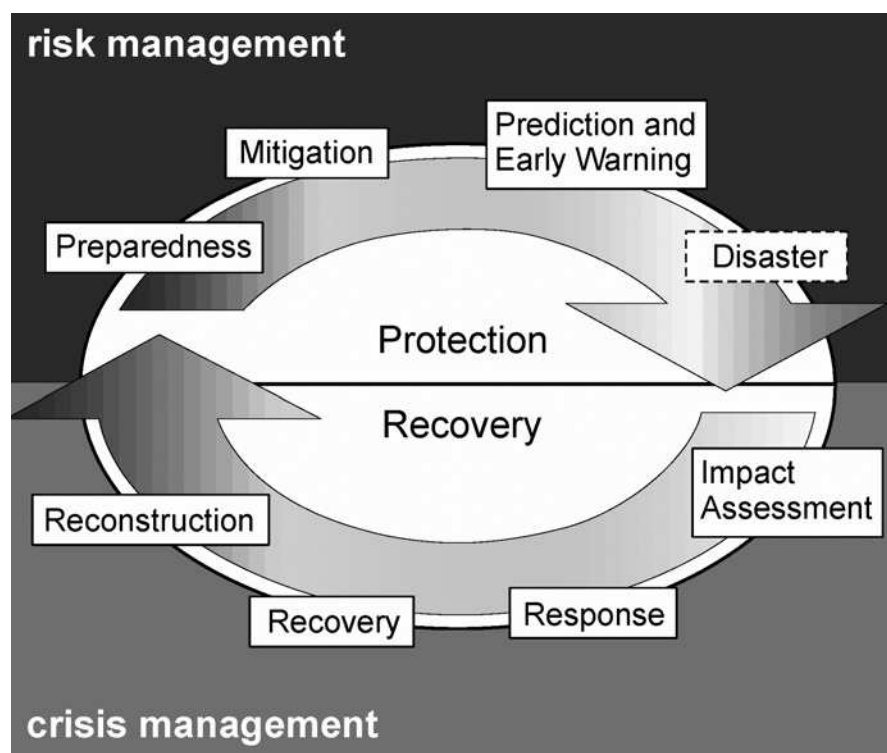 risk management
Mitigation
Prediction and
Early Warning
Preparedness
Disaster
Protection
Recovery
Impact
Assessment
Reconstruction
Recovery
Response
crisis management